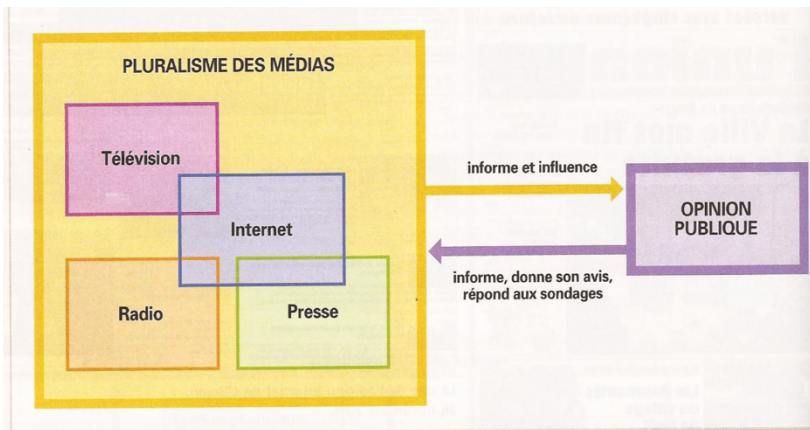 PLURALISME DES MÉDIAS
Télévision
Internet
Radio
Presse
informe et influence
OPINION
PUBLIQUE
informe, donne son avis,
répond aux sondages